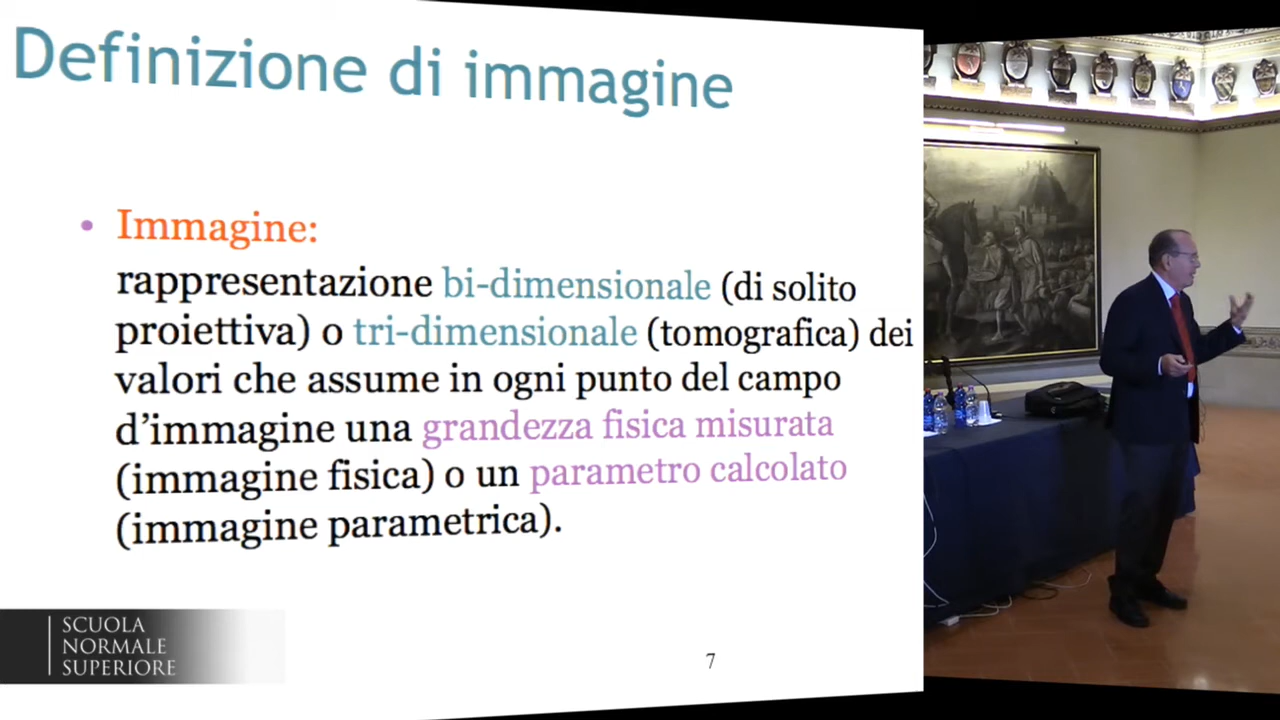 Definizione di immagine
• Immagine:
rappresentazione bi-dimensionale (di solito
proiettiva) o tri-dimensionale (tomografica) dei
valori che assume in ogni punto del campo
d’immagine una grandezza fisica misurata
(immagine fisica) o un parametro calcolato
(immagine parametrica).
SCUOLA
NORMALE
SUPERIORE
7